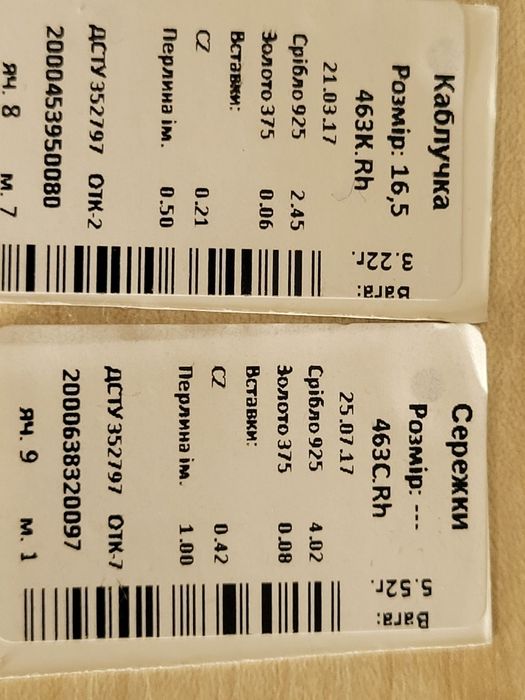 Каблучка
Розмір: 16,5
463К.Rh
21.03.17
Срібло 925 2.45
Золото 375 0.06
Вставки:
CZ 0.21
Перлина ім. 0.50
ДСТУ 352797 ОТК-2
2000453950080
яч. 8 м. 7
Вага:
3.22г.
Сережки
Розмір: ---
463С.Rh
25.07.17
Срібло 925 4.02
Золото 375 0.08
Вставки:
CZ 0.42
Перлина ім. 1.00
ДСТУ 352797 ОТК-7
2000638320097
яч. 9 м. 1
Вага:
5.52г.